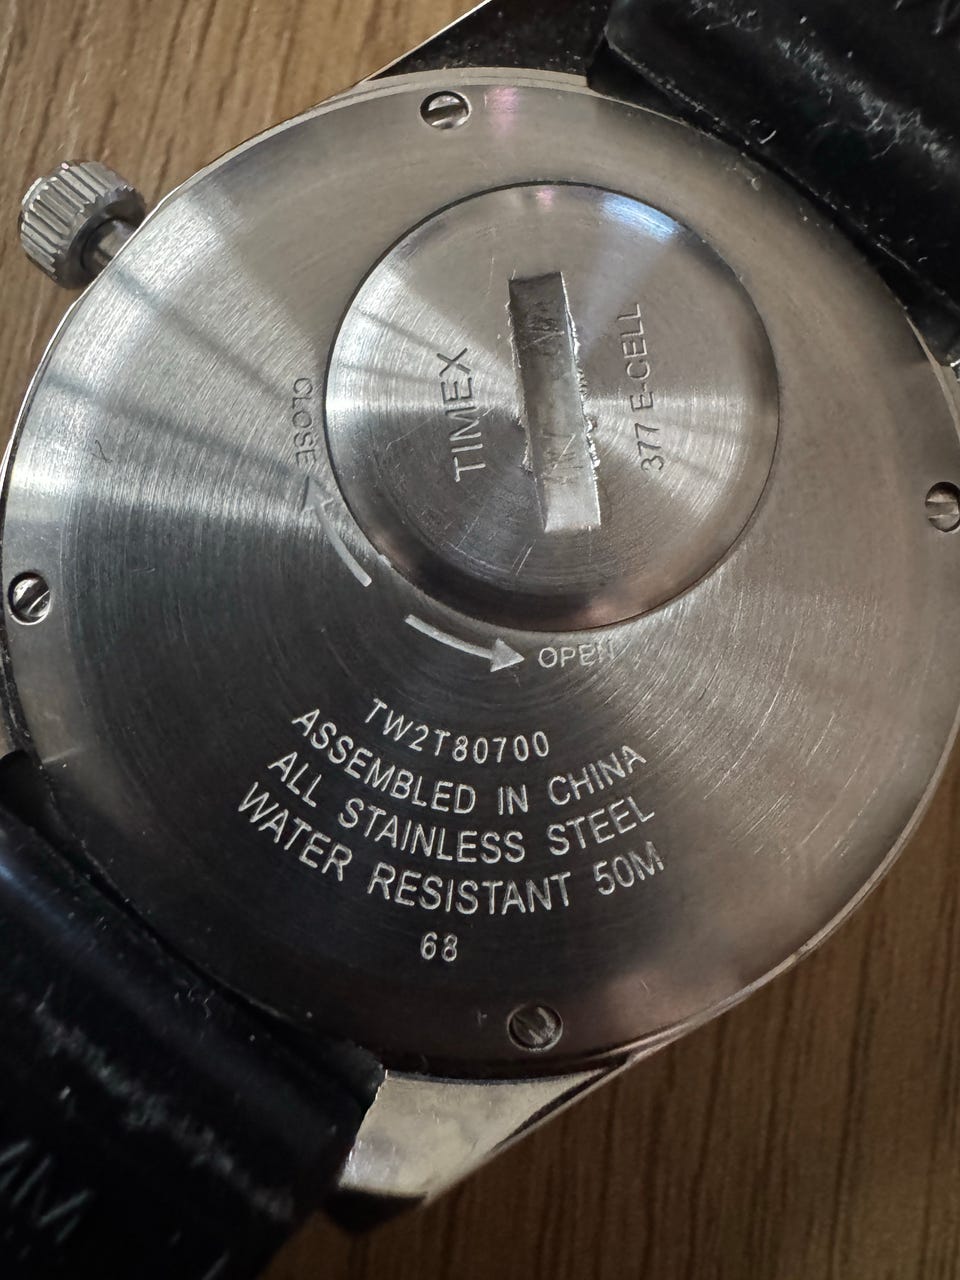 TIMEX
377 E-CELL
CLOSE
OPEN
TW2T80700
ASSEMBLED IN CHINA
ALL STAINLESS STEEL
WATER RESISTANT 50M
68